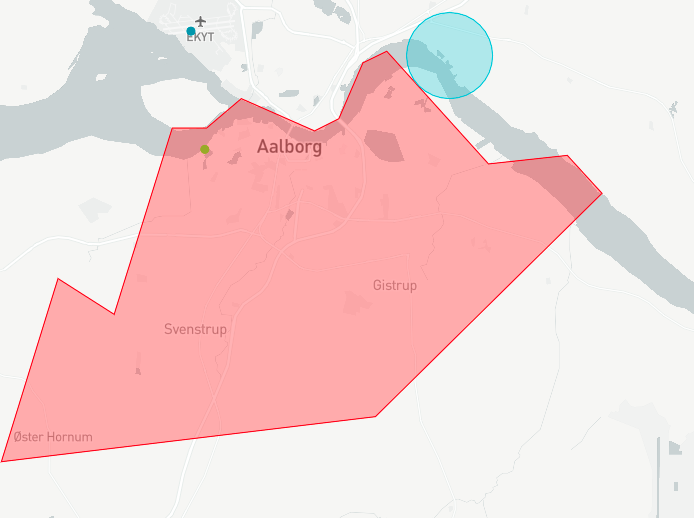 EKYT
Aalborg
Gistrup
Svenstrup
Øster Hornum